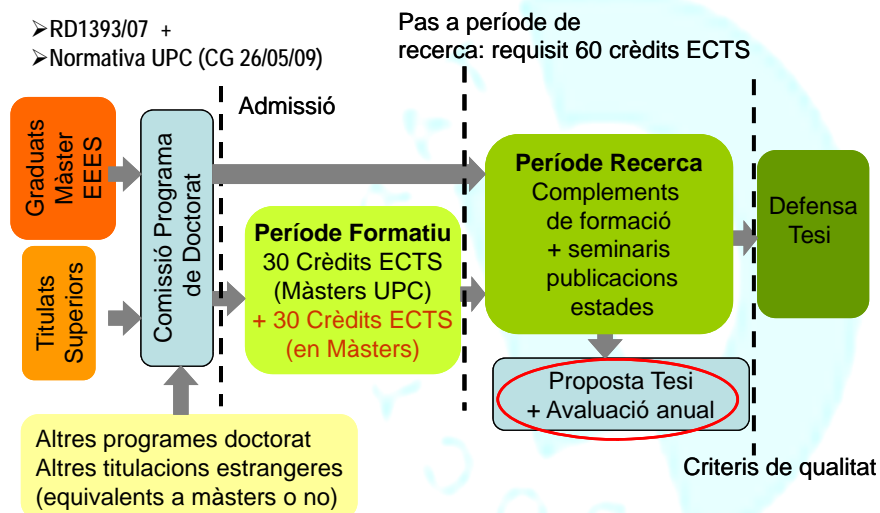 ➢RD1393/07 +
➢Normativa UPC (CG 26/05/09)
Pas a període de
recerca: requisit 60 crèdits ECTS
Admissió
Graduats
Màster
EEES
Titulats
Superiors
Comissió Programa
de Doctorat
Període Formatiu
30 Crèdits ECTS
(Màsters UPC)
+ 30 Crèdits ECTS
(en Màsters)
Període Recerca
Complements
de formació
+ seminaris
publicacions
estades
Defensa
Tesi
Proposta Tesi
+ Avaluació anual
Altres programes doctorat
Altres titulacions estrangeres
(equivalents a màsters o no)
Criteris de qualitat